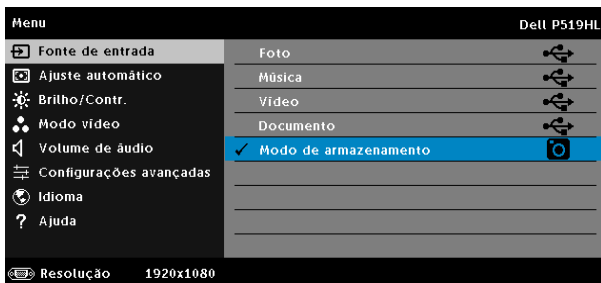 Menu Dell P519HL
Fonte de entrada
Ajuste automático
Brilho/Contr.
Modo vídeo
Volume de áudio
Configurações avançadas
Idioma
? Ajuda
Foto
Música
Vídeo
Documento
✓ Modo de armazenamento
Resolução 1920x1080